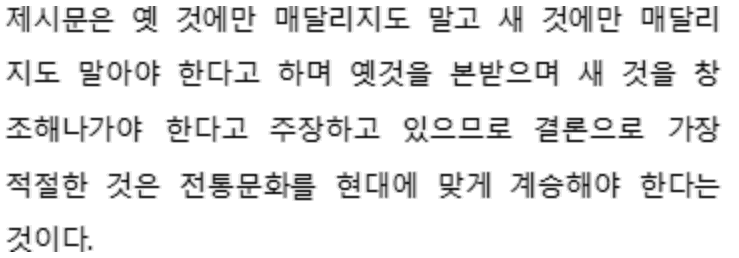 제시문은 옛 것에만 매달리지도 말고 새 것에만 매달리
지도 말아야 한다고 하며 옛것을 본받으며 새 것을 창
조해나가야 한다고 주장하고 있으므로 결론으로 가장
적절한 것은 전통문화를 현대에 맞게 계승해야 한다는
것이다.